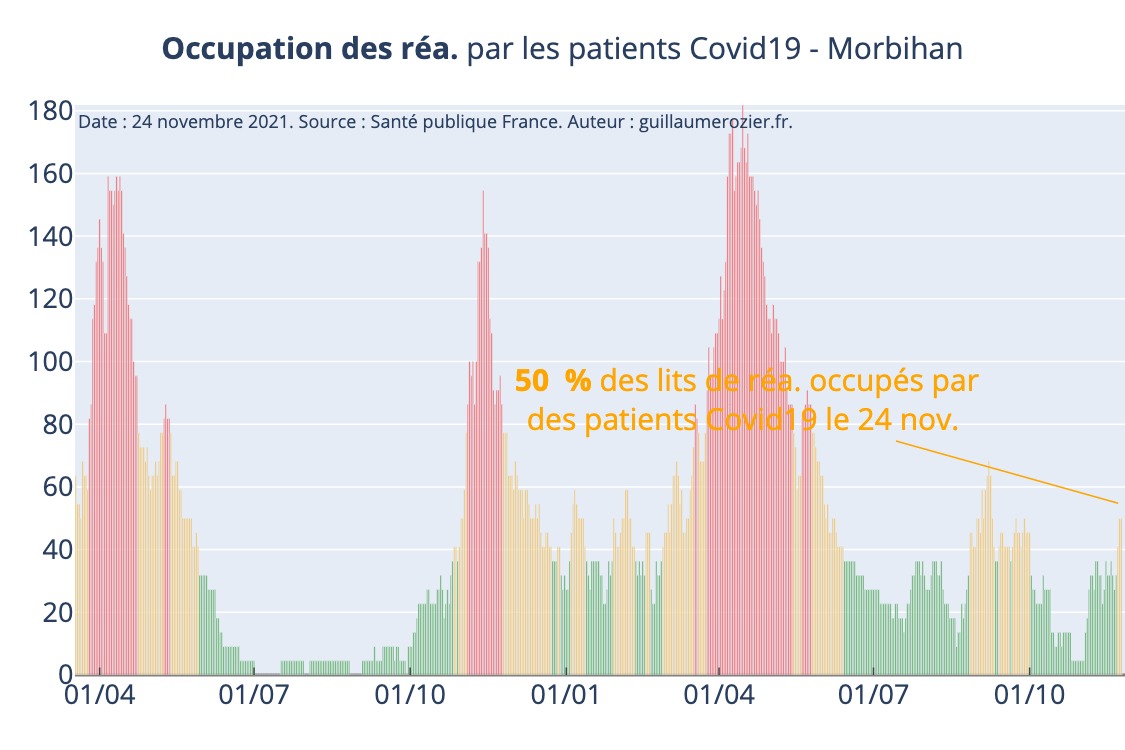 Occupation des réa. par les patients Covid19 - Morbihan
180
Date : 24 novembre 2021. Source : Santé publique France. Auteur : guillaumerozier.fr.
160
140
120
100
50  % des lits de réa. occupés par
des patients Covid19 le 24 nov.
80
60
40
20
0
01/04 01/07 01/10 01/01 01/04 01/07 01/10